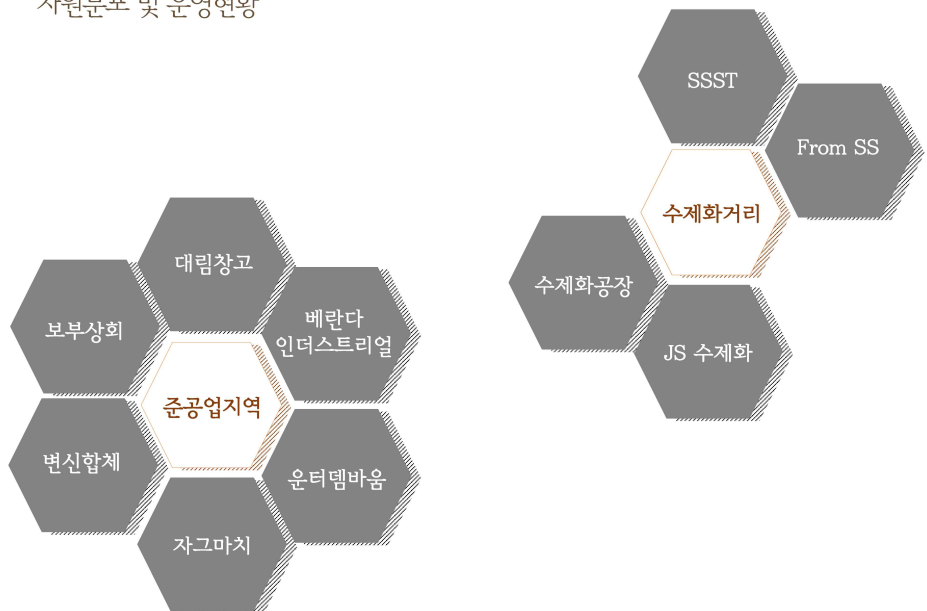 자원분포 및 운영현황
SSST
From SS
수제화거리
수제화공장
JS 수제화
대림창고
보부상회
베란다
인더스트리얼
준공업지역
변신합체
운터뎀바움
자그마치